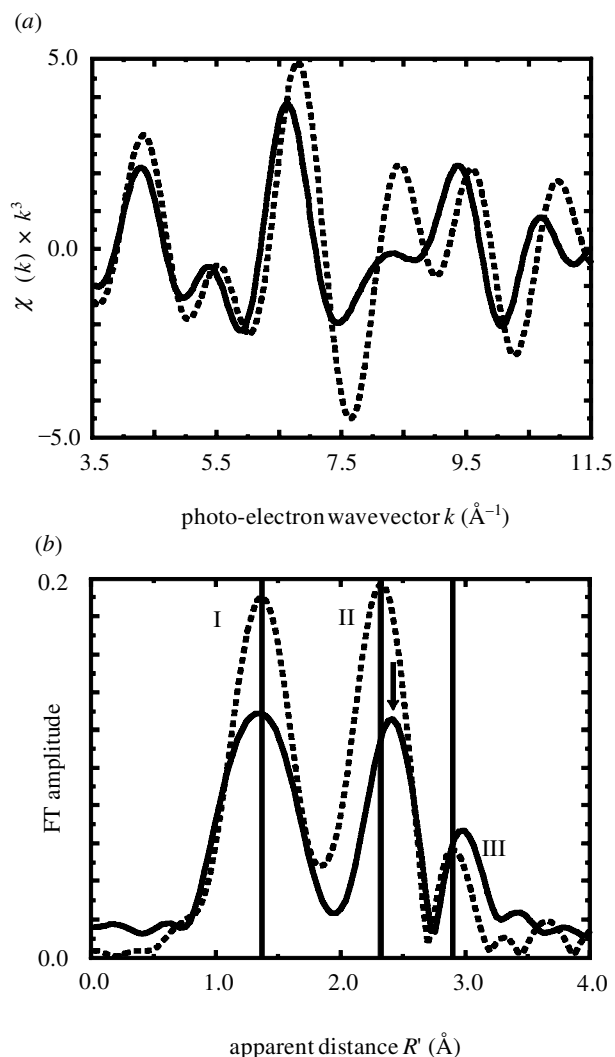 (a)
5.0
0.0
−5.0
χ (k) × k³
3.5 5.5 7.5 9.5 11.5
photo-electron wavevector k (Å⁻¹)
(b)
0.2
I II
III
FT amplitude
0.0
0.0 1.0 2.0 3.0 4.0
apparent distance R' (Å)